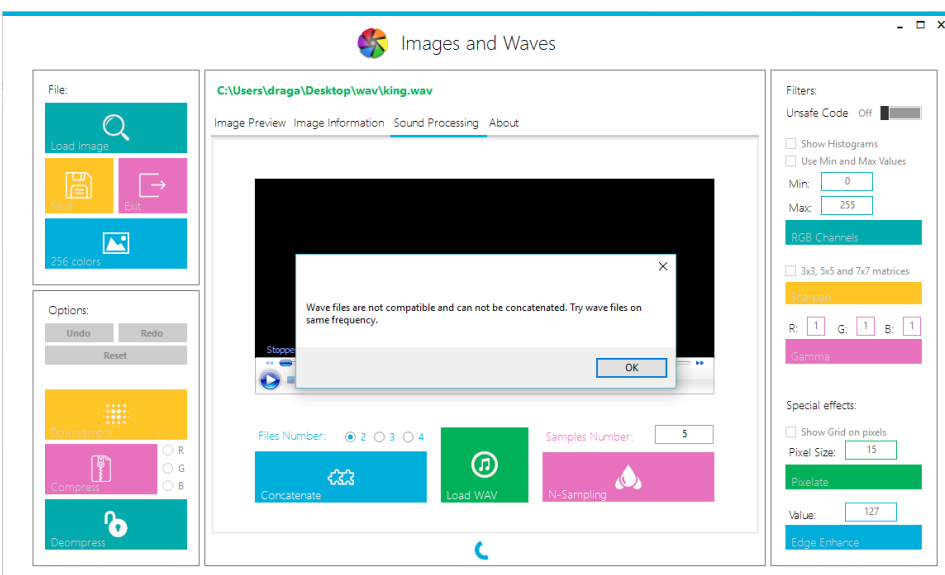 Images and Waves
File:
Load Image
Save
Exit
256 colors
Options:
Undo
Redo
Reset
Downsample
Compress
R
G
B
Deompress
C:\Users\draga\Desktop\wav\king.wav
Image Preview Image Information Sound Processing About
Wave files are not compatible and can not be concatenated. Try wave files on
same frequency.
OK
Stoppe
Files Number: 2 3 4
Samples Number: 5
Concatenate
Load WAV
N-Sampling
Filters:
Unsafe Code Off
Show Histograms
Use Min and Max Values
Min: 0
Max: 255
RGB Channels
3x3, 5x5 and 7x7 matrices
Sharpen
R: 1 G: 1 B: 1
Gamma
Special effects:
Show Grid on pixels
Pixel Size: 15
Pixelate
Value: 127
Edge Enhance